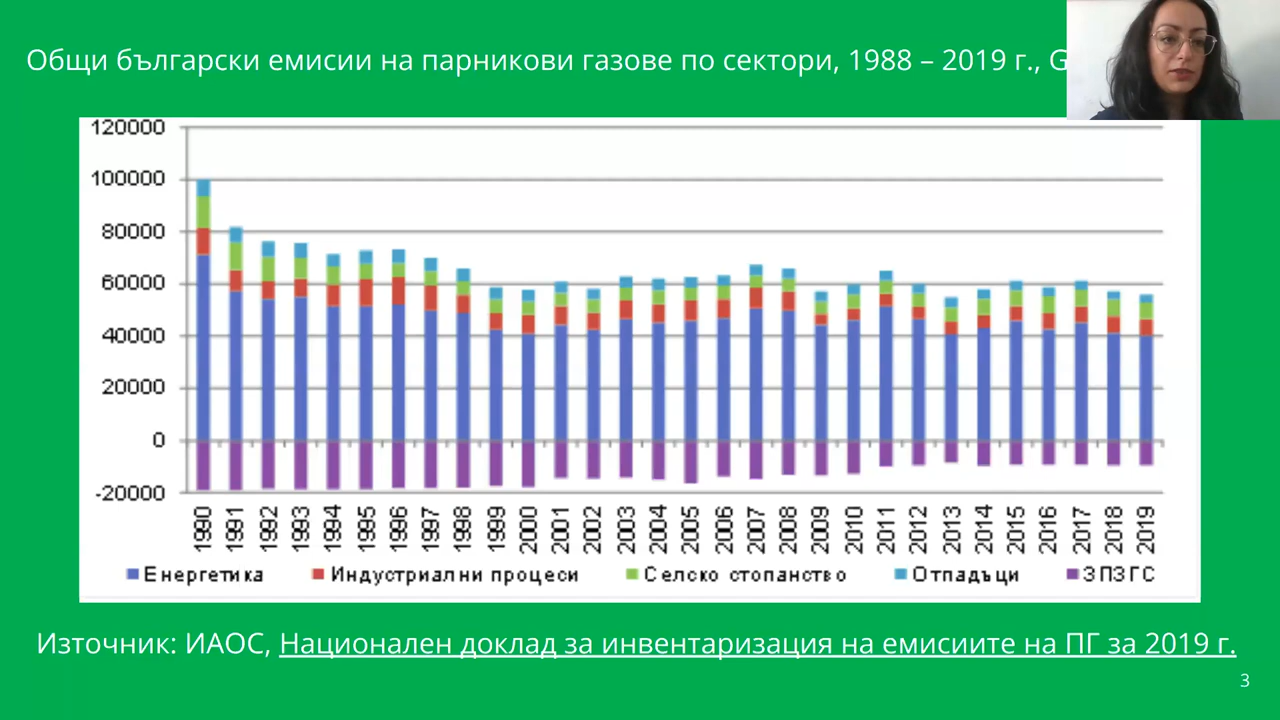 Общи български емисии на парникови газове по сектори, 1988 – 2019 г., G
120000
100000
80000
60000
40000
20000
0
-20000
1990 1991 1992 1993 1994 1995 1996 1997 1998 1999 2000 2001 2002 2003 2004 2005 2006 2007 2008 2009 2010 2011 2012 2013 2014 2015 2016 2017 2018 2019
Енергетика Индустриални процеси Селско стопанство Отпадъци ЗПЗГС
Източник: ИАОС, Национален доклад за инвентаризация на емисиите на ПГ за 2019 г.
3